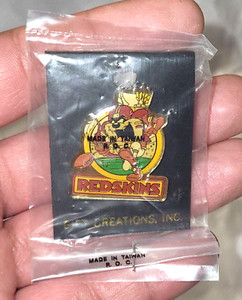 MADE IN TAIWAN
R. O. C.
REDSKINS
CREATIONS, INC.
MADE IN TAIWAN
R. O. C.